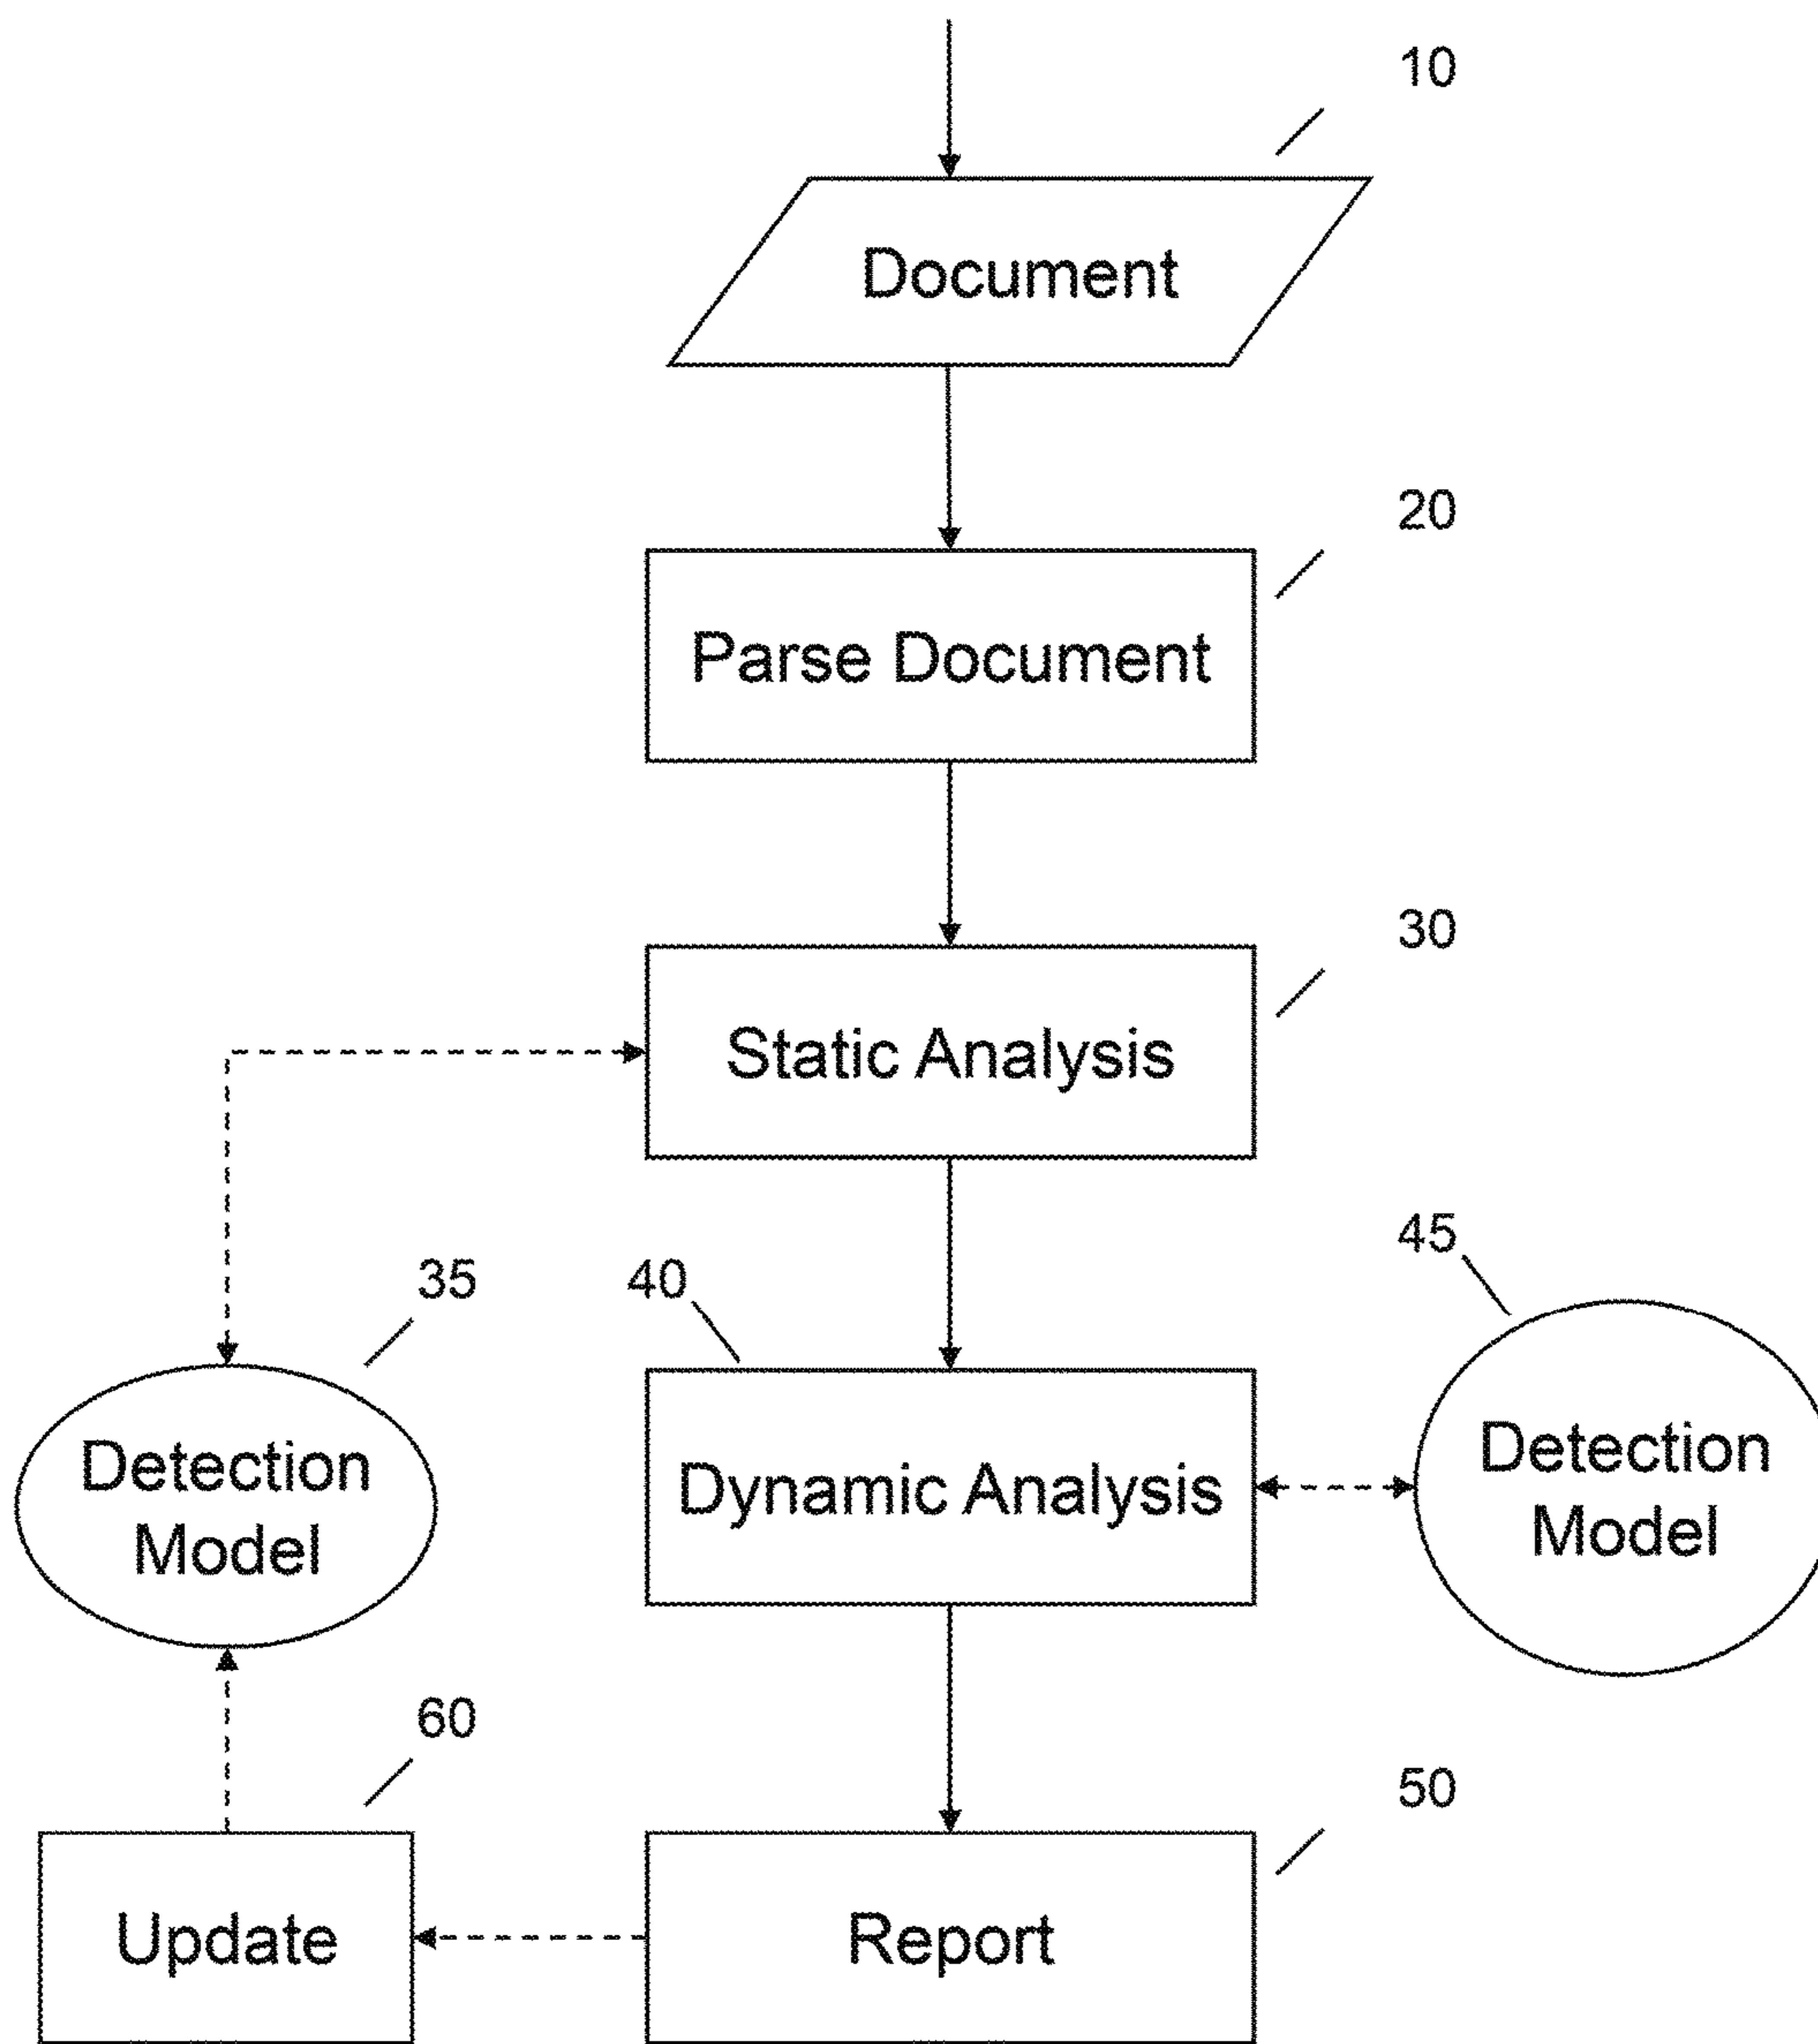 10
Document
20
Parse Document
30
Static Analysis
45
35
40
Detection
Model
Dynamic Analysis
Detection
Model
60
50
Update
Report